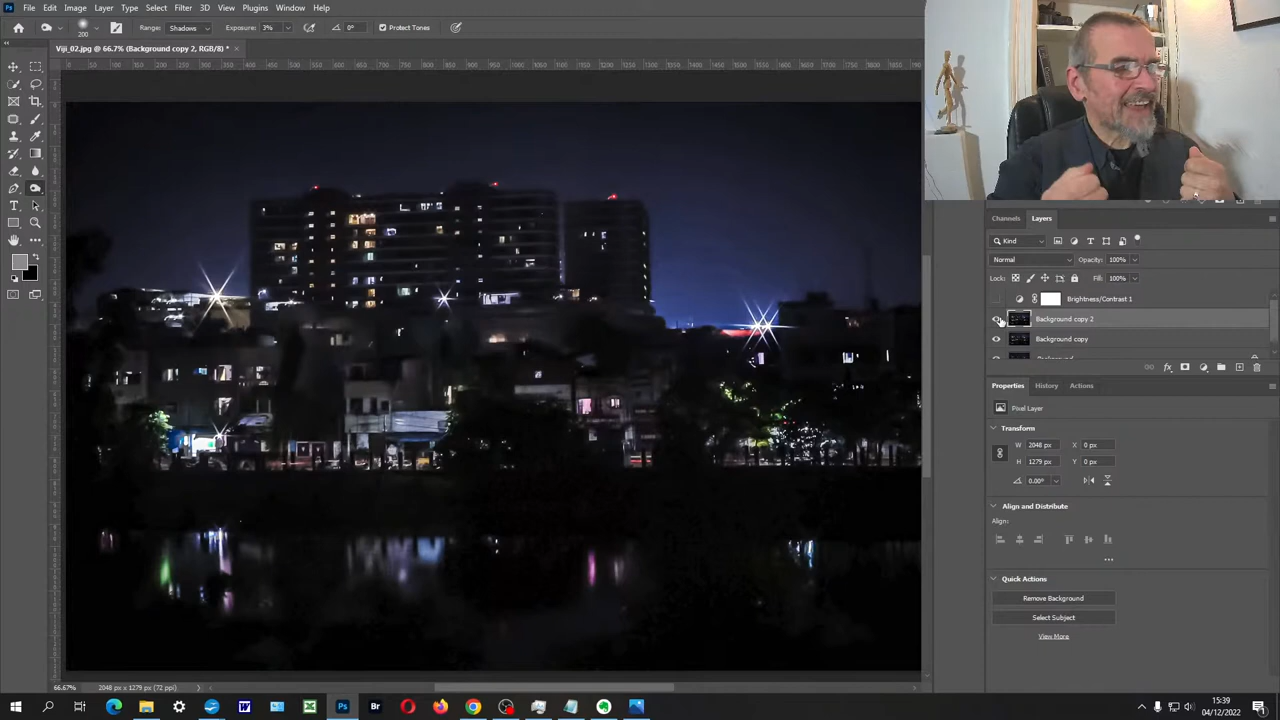 File Edit Image Layer Type Select Filter 3D View Plugins Window Help
200 Range: Shadows Exposure: 3% 0° Protect Tones
Viji_02.jpg @ 66.7% (Background copy 2, RGB/8) *
Channels Layers
Kind
Normal Opacity: 100%
Lock: Fill: 100%
Brightness/Contrast 1
Background copy 2
Background copy
Background
Properties History Actions
Pixel Layer
Transform
W 2048 px X 0 px
H 1279 px Y 0 px
0.00°
Align and Distribute
Align:
Quick Actions
Remove Background
Select Subject
View More
66.67% 2048 px x 1279 px (72 ppi)
15:39
04/12/2022